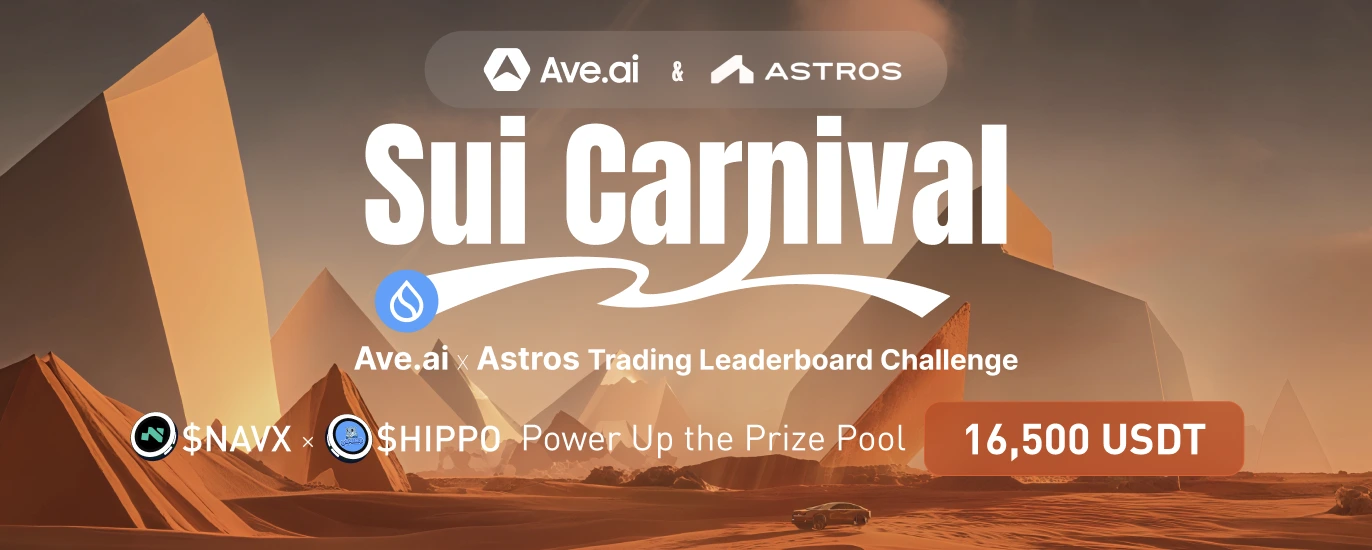 Ave.ai & ASTROS
Sui Carnival
Ave.ai x Astros Trading Leaderboard Challenge
$NAVX × $HIPPO Power Up the Prize Pool 16,500 USDT